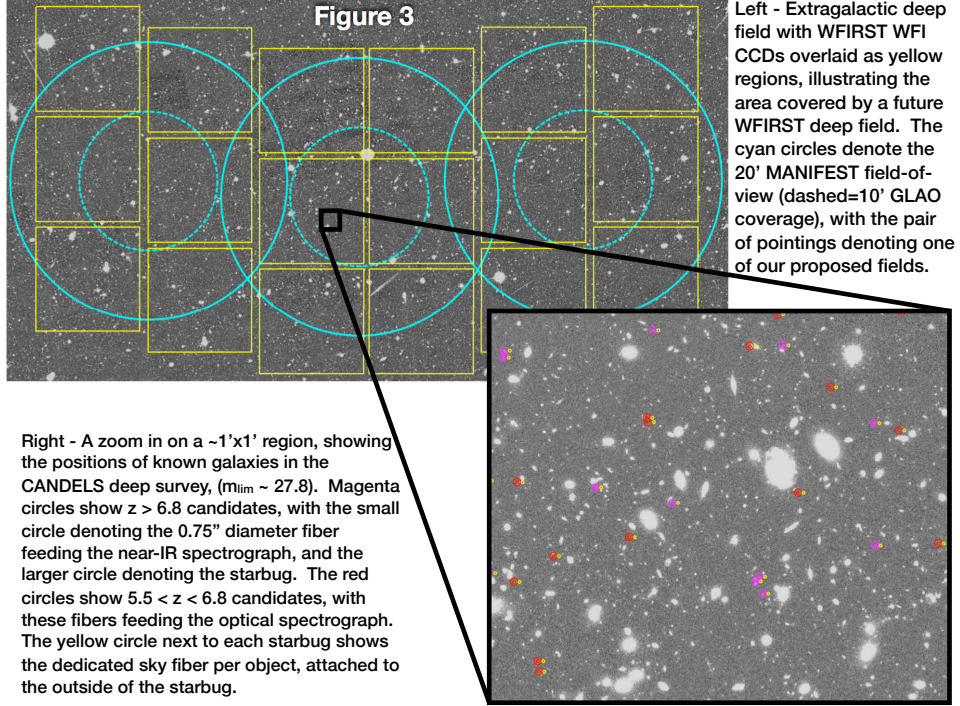 Figure 3
Left - Extragalactic deep
field with WFIRST WFI
CCDs overlaid as yellow
regions, illustrating the
area covered by a future
WFIRST deep field.  The
cyan circles denote the
20' MANIFEST field-of-
view (dashed=10' GLAO
coverage), with the pair
of pointings denoting one
of our proposed fields.
Right - A zoom in on a ~1'x1' region, showing
the positions of known galaxies in the
CANDELS deep survey, (mlim ~ 27.8).  Magenta
circles show z > 6.8 candidates, with the small
circle denoting the 0.75” diameter fiber
feeding the near-IR spectrograph, and the
larger circle denoting the starbug.  The red
circles show 5.5 < z < 6.8 candidates, with
these fibers feeding the optical spectrograph.
The yellow circle next to each starbug shows
the dedicated sky fiber per object, attached to
the outside of the starbug.